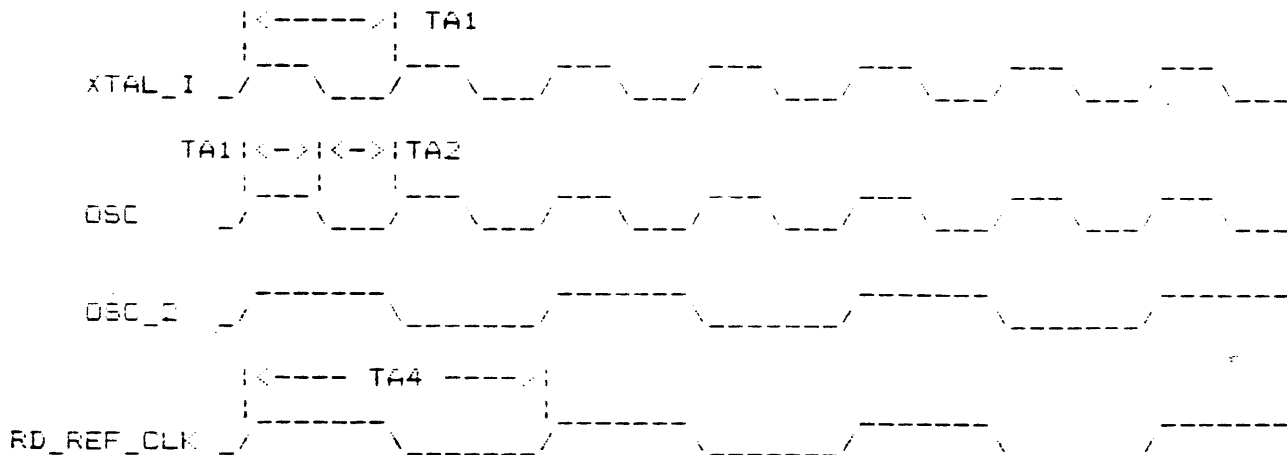 TA1
XTAL_I
TA1 TA2
OSC
OSC_2
TA4
RD_REF_CLK